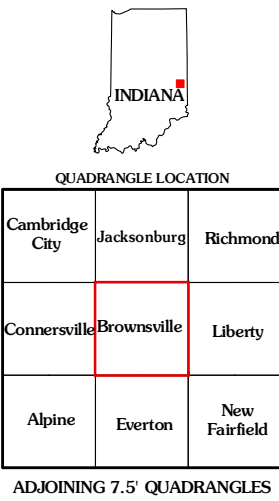 INDIANA
QUADRANGLE LOCATION
Cambridge
City
Jacksonburg
Richmond
Connersville
Brownsville
Liberty
Alpine
Everton
New
Fairfield
ADJOINING 7.5' QUADRANGLES